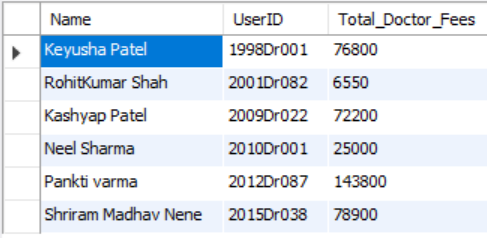 Name UserID Total_Doctor_Fees
Keyusha Patel 1998Dr001 76800
RohitKumar Shah 2001Dr082 6550
Kashyap Patel 2009Dr022 72200
Neel Sharma 2010Dr001 25000
Pankti varma 2012Dr087 143800
Shriram Madhav Nene 2015Dr038 78900